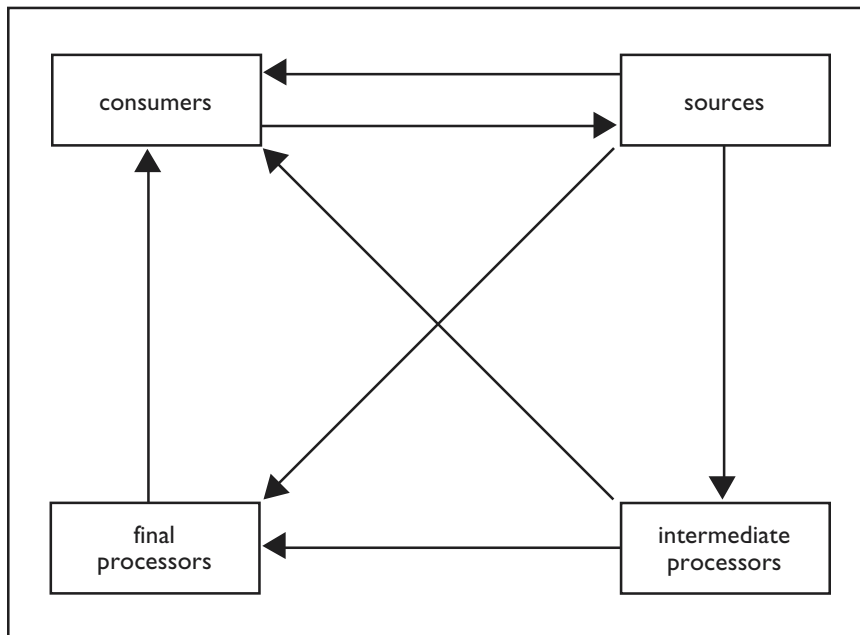 consumers
sources
final
processors
intermediate
processors